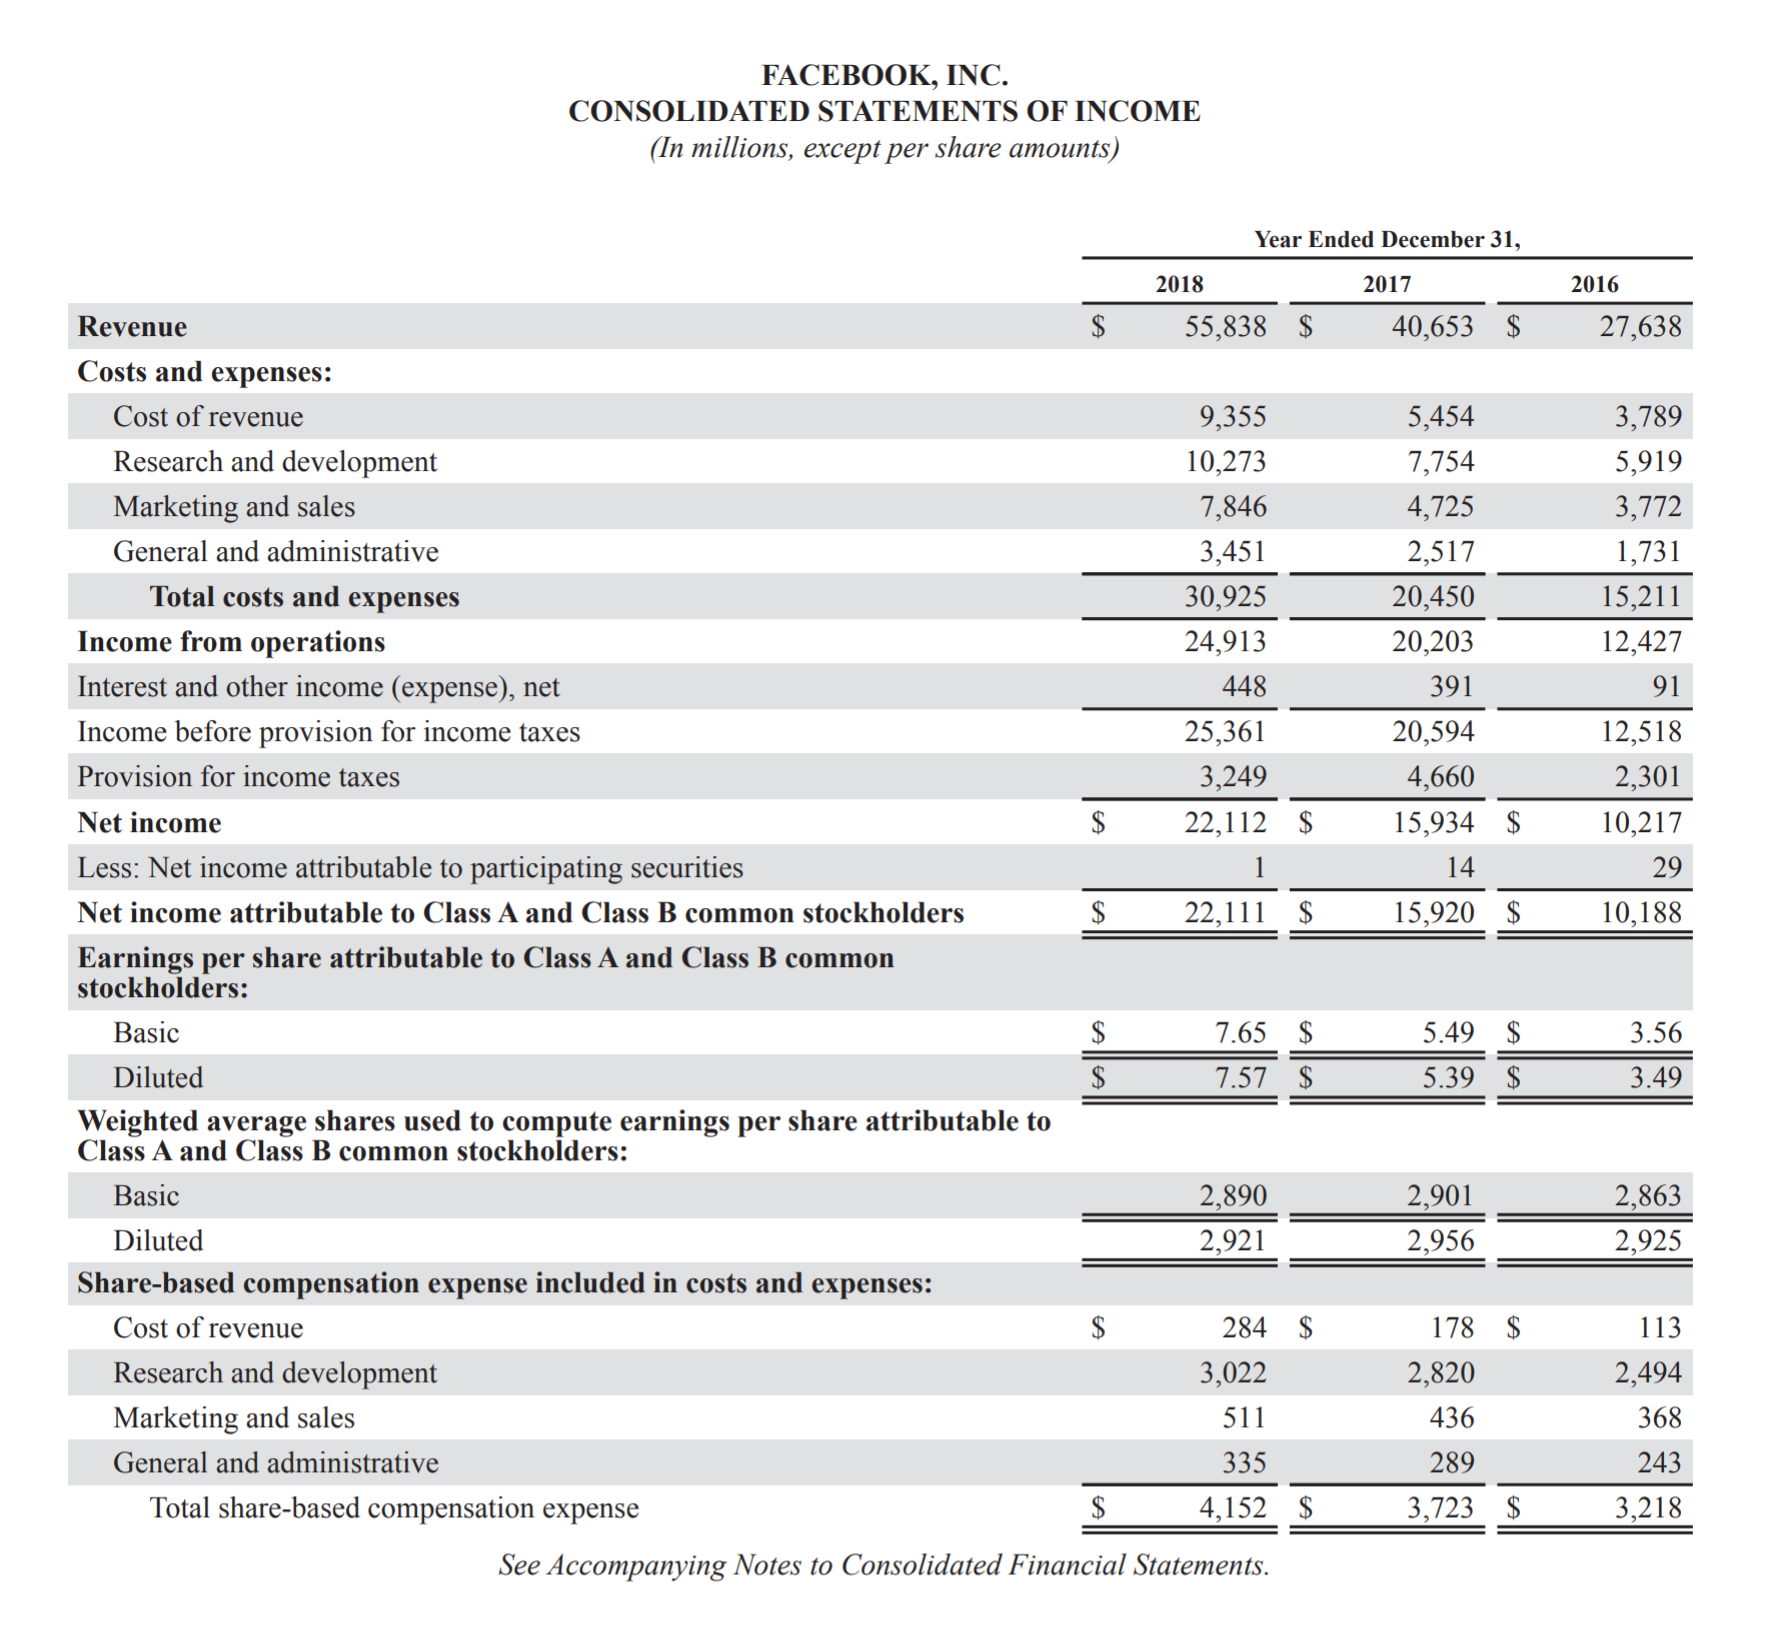 FACEBOOK, INC.
CONSOLIDATED STATEMENTS OF INCOME
(In millions, except per share amounts)
Year Ended December 31,
2018 2017 2016
Revenue $ 55,838 $ 40,653 $ 27,638
Costs and expenses:
Cost of revenue 9,355 5,454 3,789
Research and development 10,273 7,754 5,919
Marketing and sales 7,846 4,725 3,772
General and administrative 3,451 2,517 1,731
Total costs and expenses 30,925 20,450 15,211
Income from operations 24,913 20,203 12,427
Interest and other income (expense), net 448 391 91
Income before provision for income taxes 25,361 20,594 12,518
Provision for income taxes 3,249 4,660 2,301
Net income $ 22,112 $ 15,934 $ 10,217
Less: Net income attributable to participating securities 1 14 29
Net income attributable to Class A and Class B common stockholders $ 22,111 $ 15,920 $ 10,188
Earnings per share attributable to Class A and Class B common
stockholders:
Basic $ 7.65 $ 5.49 $ 3.56
Diluted $ 7.57 $ 5.39 $ 3.49
Weighted average shares used to compute earnings per share attributable to
Class A and Class B common stockholders:
Basic 2,890 2,901 2,863
Diluted 2,921 2,956 2,925
Share-based compensation expense included in costs and expenses:
Cost of revenue $ 284 $ 178 $ 113
Research and development 3,022 2,820 2,494
Marketing and sales 511 436 368
General and administrative 335 289 243
Total share-based compensation expense $ 4,152 $ 3,723 $ 3,218
See Accompanying Notes to Consolidated Financial Statements.